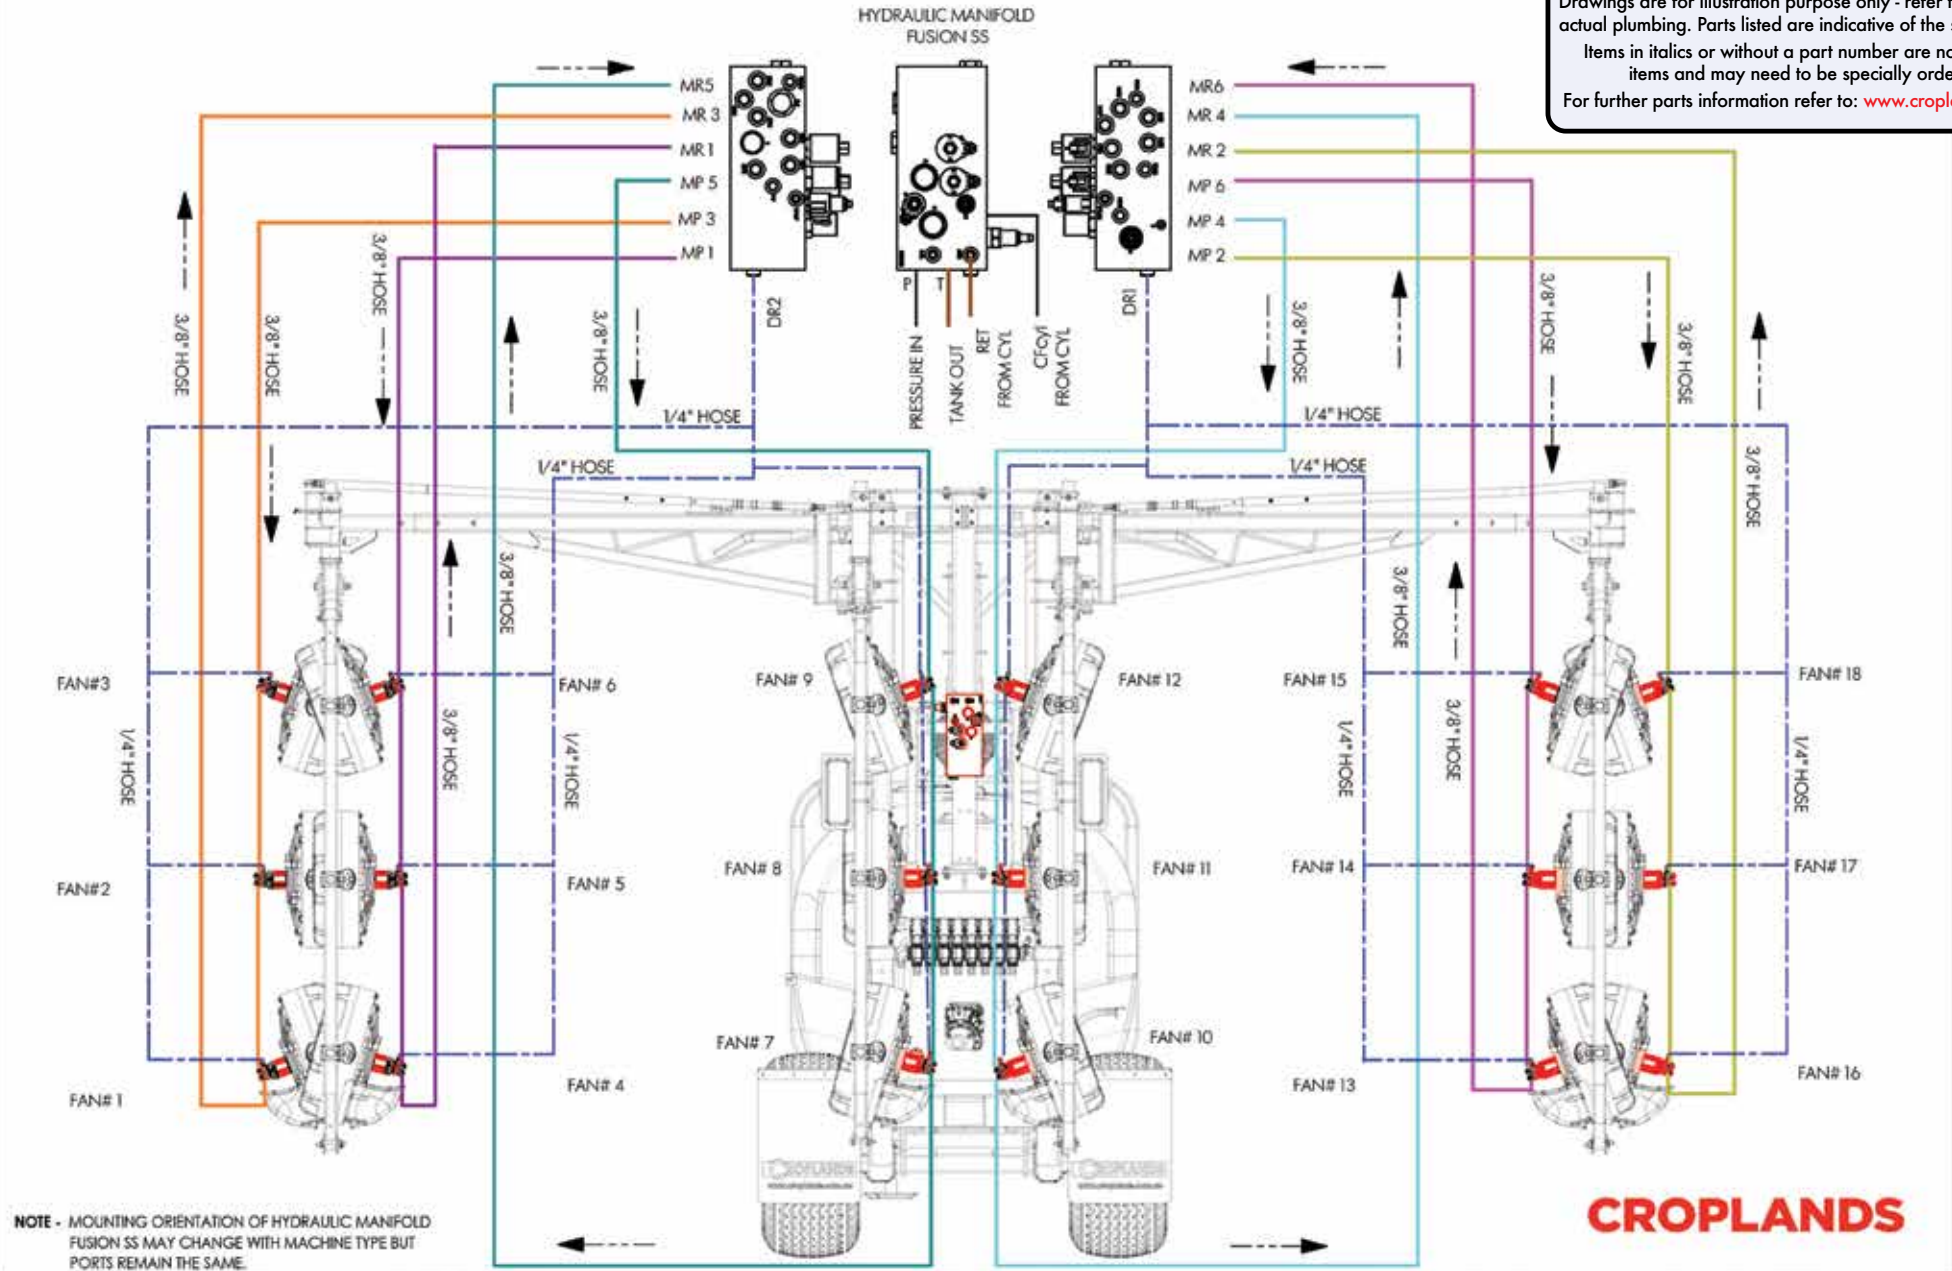 HYDRAULIC MANIFOLD
FUSION SS
Drawings are for illustration purpose only - refer
actual plumbing. Parts listed are indicative of the
Items in italics or without a part number are
items and may need to be specially
For further parts information refer to:
MR5
MR 3
MR 1
MP 5
MP 3
MP 1
MR6
MR 4
MR 2
MP 6
MP 4
MP 2
P
T
DR2
DR1
PRESSURE IN
TANK OUT
RET
FROM CYL
CFcyl
FROM CYL
3/8" HOSE
3/8" HOSE
3/8" HOSE
3/8" HOSE
3/8" HOSE
3/8" HOSE
3/8" HOSE
3/8" HOSE
1/4" HOSE
1/4" HOSE
1/4" HOSE
1/4" HOSE
3/8" HOSE
3/8" HOSE
3/8" HOSE
3/8" HOSE
FAN#3
FAN# 6
FAN# 9
FAN# 12
FAN# 15
FAN# 18
1/4" HOSE
1/4" HOSE
1/4" HOSE
1/4" HOSE
FAN#2
FAN# 5
FAN# 8
FAN# 11
FAN# 14
FAN# 17
FAN# 1
FAN# 4
FAN# 7
FAN# 10
FAN# 13
FAN# 16
CROPLANDS
CROPLANDS
NOTE - MOUNTING ORIENTATION OF HYDRAULIC MANIFOLD
FUSION SS MAY CHANGE WITH MACHINE TYPE BUT
PORTS REMAIN THE SAME.
CROPLANDS